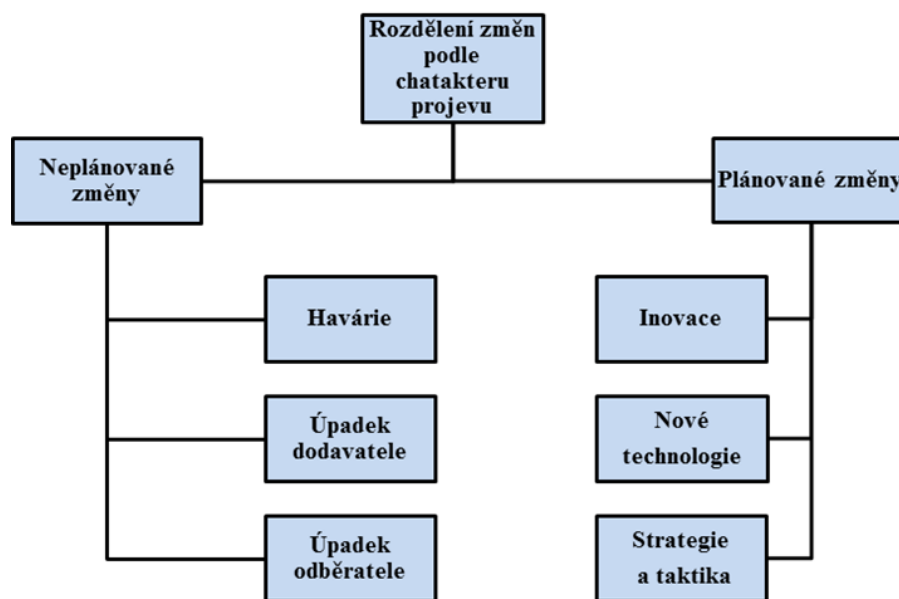 Rozdělení změn
podle
chatakteru
projevu
Neplánované
změny
Plánované změny
Havárie
Inovace
Úpadek
dodavatele
Nové
technologie
Úpadek
odběratele
Strategie
a taktika